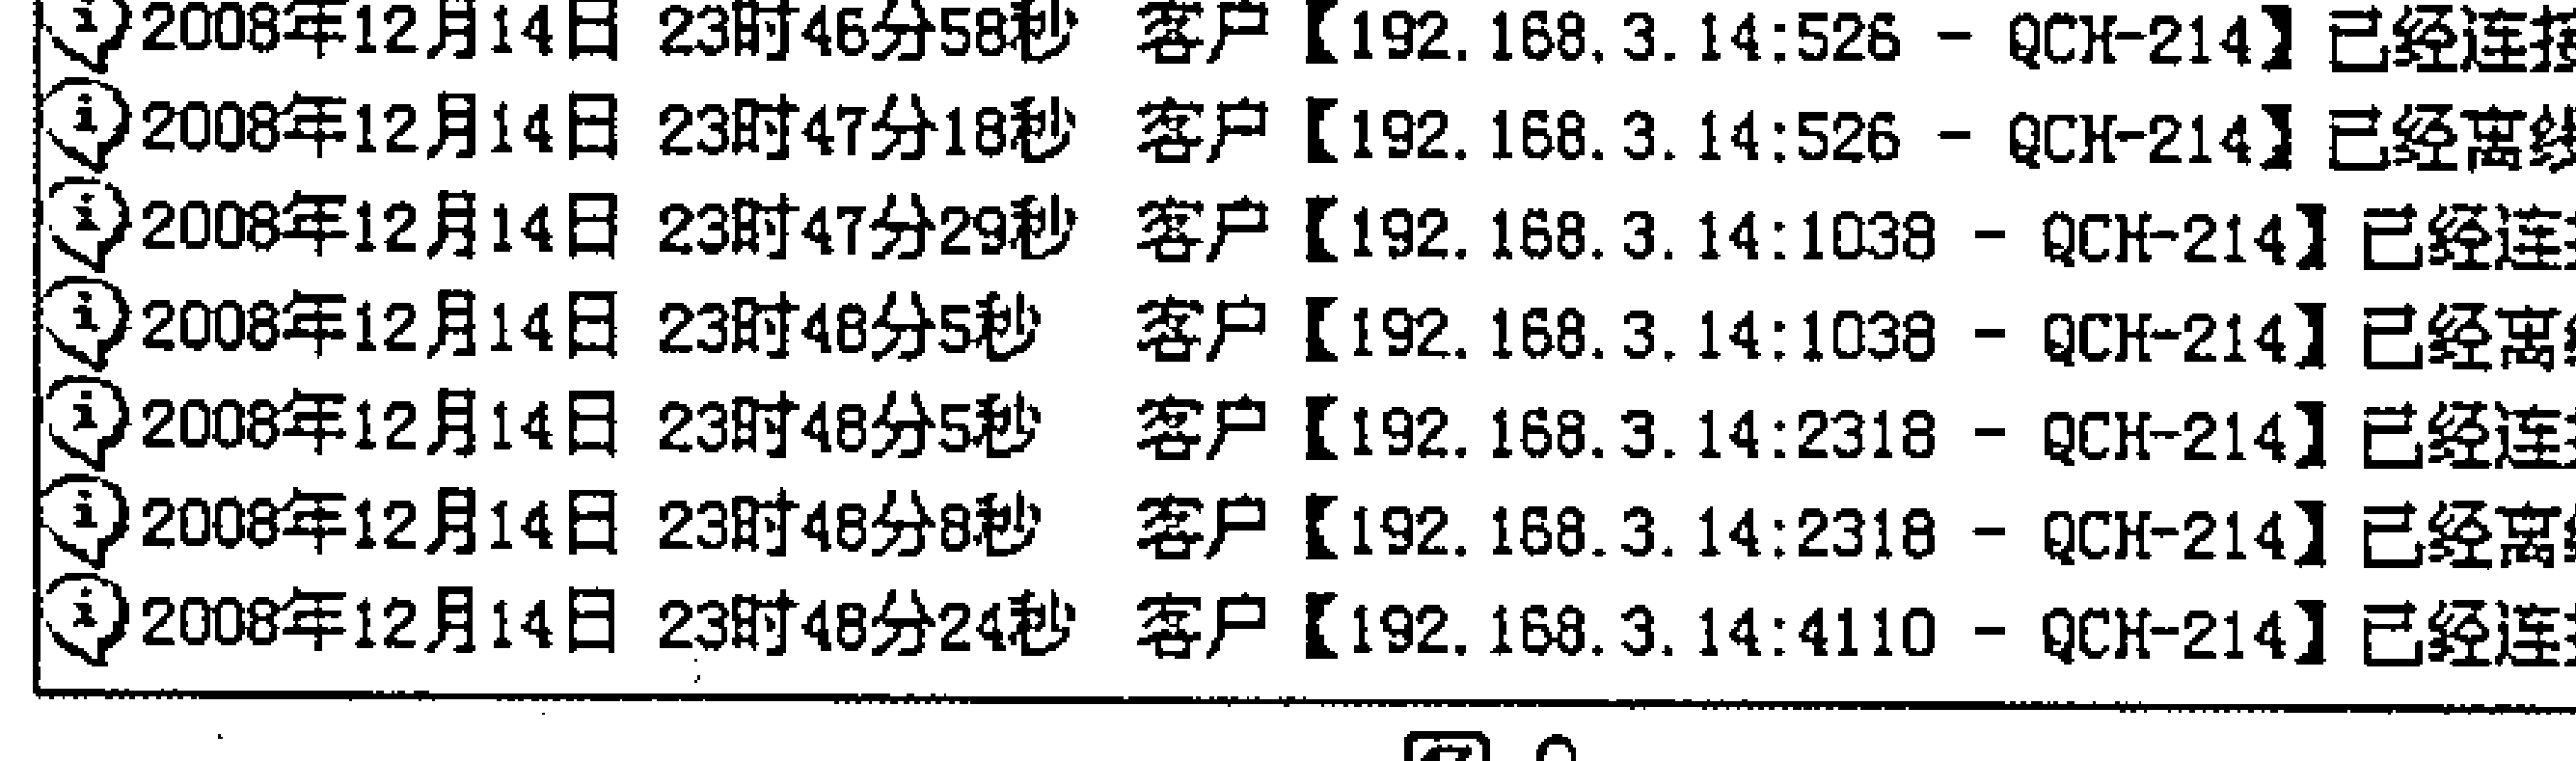 2008年12月14日 23时46分58秒 客户【192.168.3.14:526 - QCH-214】已经连接
2008年12月14日 23时47分18秒 客户【192.168.3.14:526 - QCH-214】已经离线
2008年12月14日 23时47分29秒 客户【192.168.3.14:1038 - QCH-214】已经连
2008年12月14日 23时48分5秒 客户【192.168.3.14:1038 - QCH-214】已经离
2008年12月14日 23时48分5秒 客户【192.168.3.14:2318 - QCH-214】已经连
2008年12月14日 23时48分8秒 客户【192.168.3.14:2318 - QCH-214】已经离
2008年12月14日 23时48分24秒 客户【192.168.3.14:4110 - QCH-214】已经连